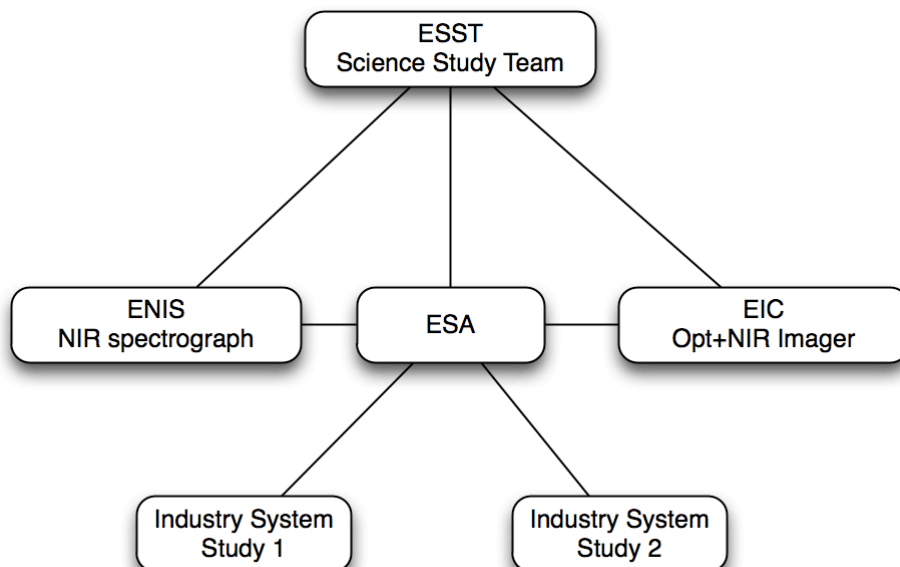 ESST
Science Study Team
ENIS
NIR spectrograph
ESA
EIC
Opt+NIR Imager
Industry System
Study 1
Industry System
Study 2